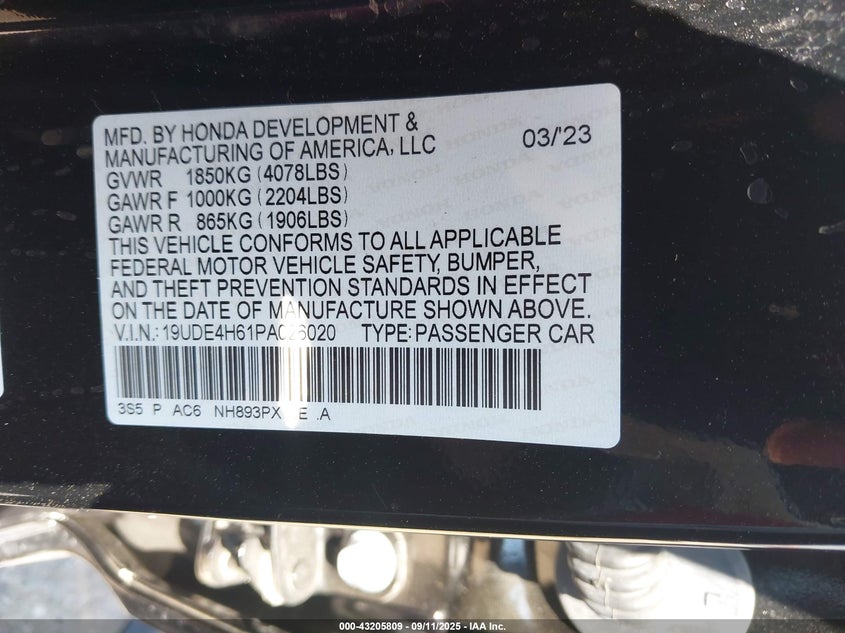 MFD. BY HONDA DEVELOPMENT &
MANUFACTURING OF AMERICA, LLC 03/'23
GVWR 1850KG (4078LBS)
GAWR F 1000KG (2204LBS)
GAWR R 865KG (1906LBS)
THIS VEHICLE CONFORMS TO ALL APPLICABLE
FEDERAL MOTOR VEHICLE SAFETY, BUMPER,
AND THEFT PREVENTION STANDARDS IN EFFECT
ON THE DATE OF MANUFACTURE SHOWN ABOVE.
V.I.N.: 19UDE4H61PA026020 TYPE: PASSENGER CAR
3S5 P AC6 NH893PX E .A
000-43205809 - 09/11/2025 - IAA Inc.